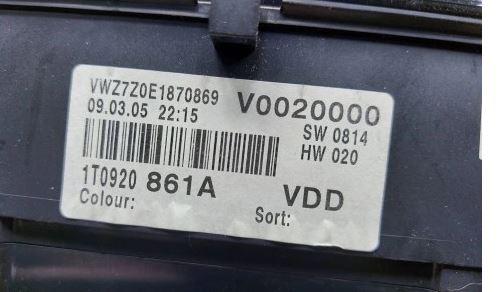 VWZ7Z0E1870869 V0020000
09.03.05 22:15 SW 0814
HW 020
1T0920 861A VDD
Colour: Sort: